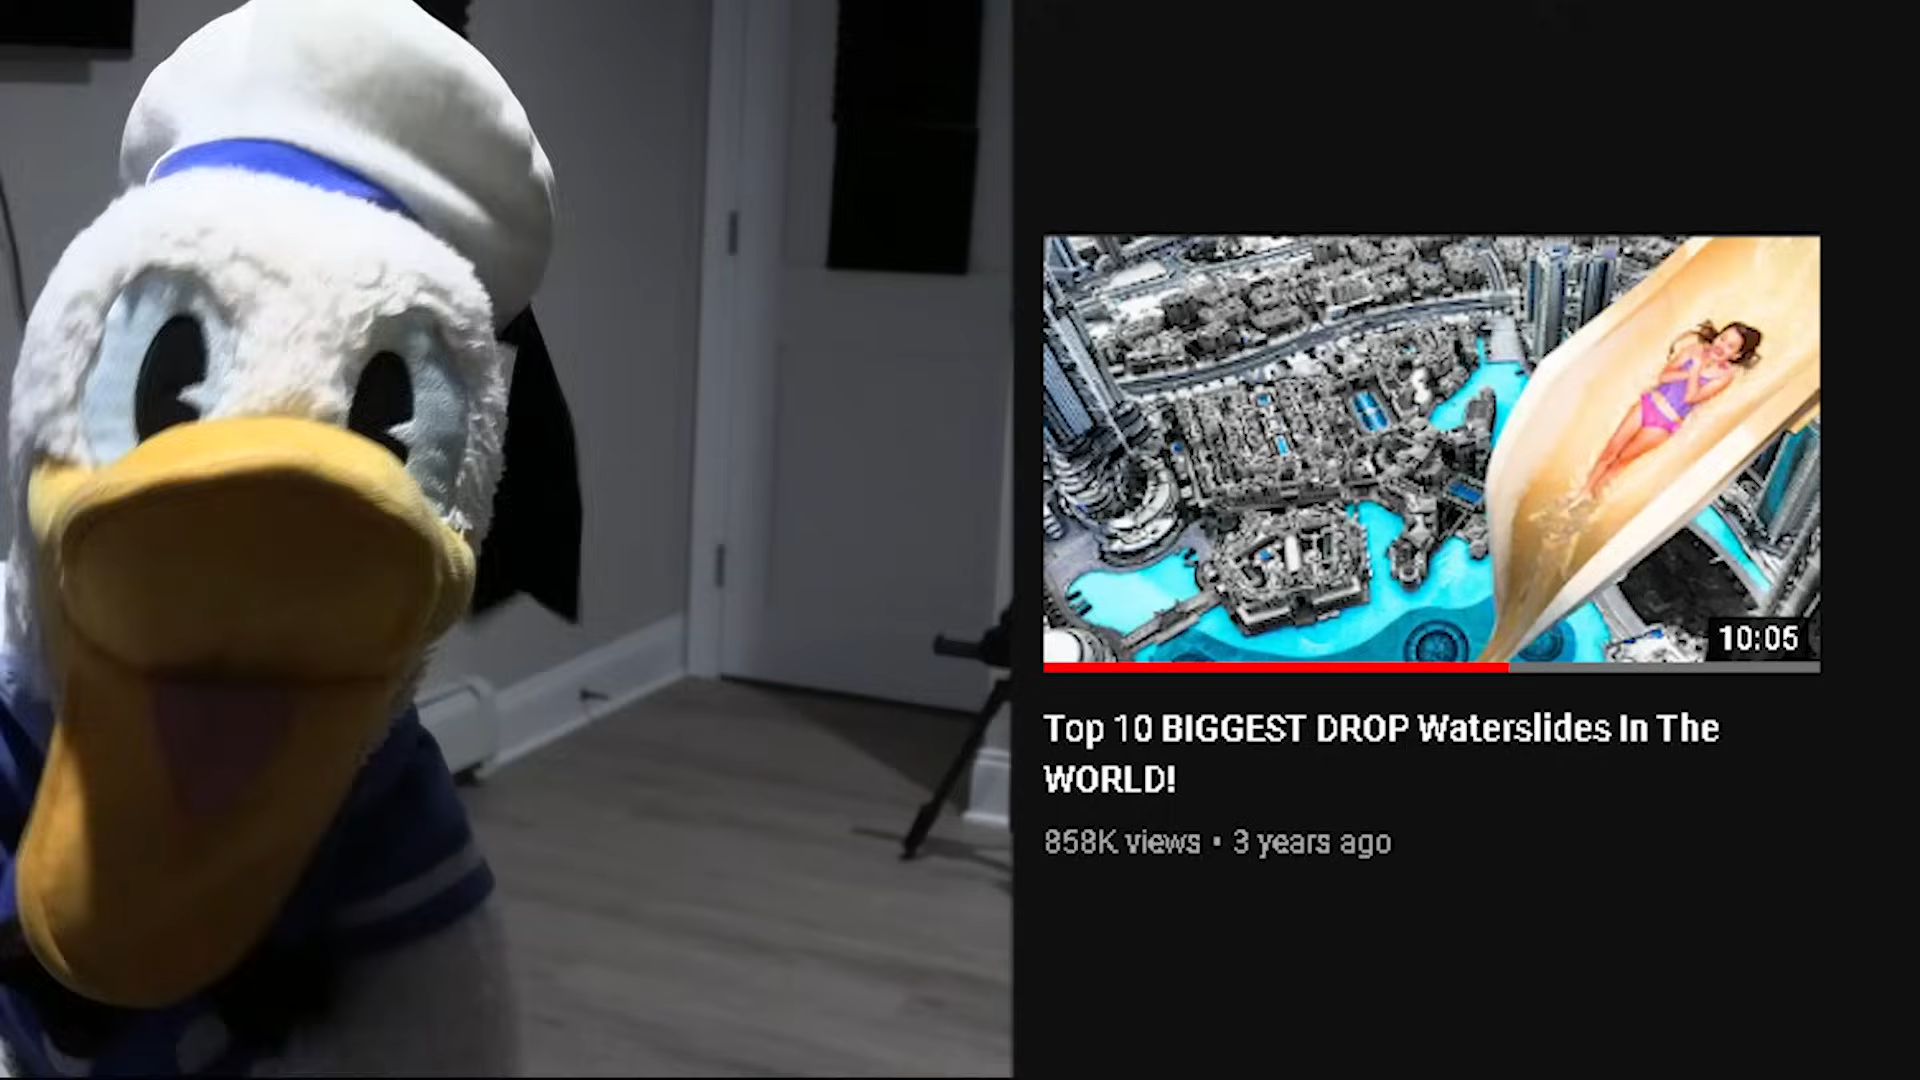 10:05
Top 10 BIGGEST DROP Waterslides In The
WORLD!
858K views • 3 years ago